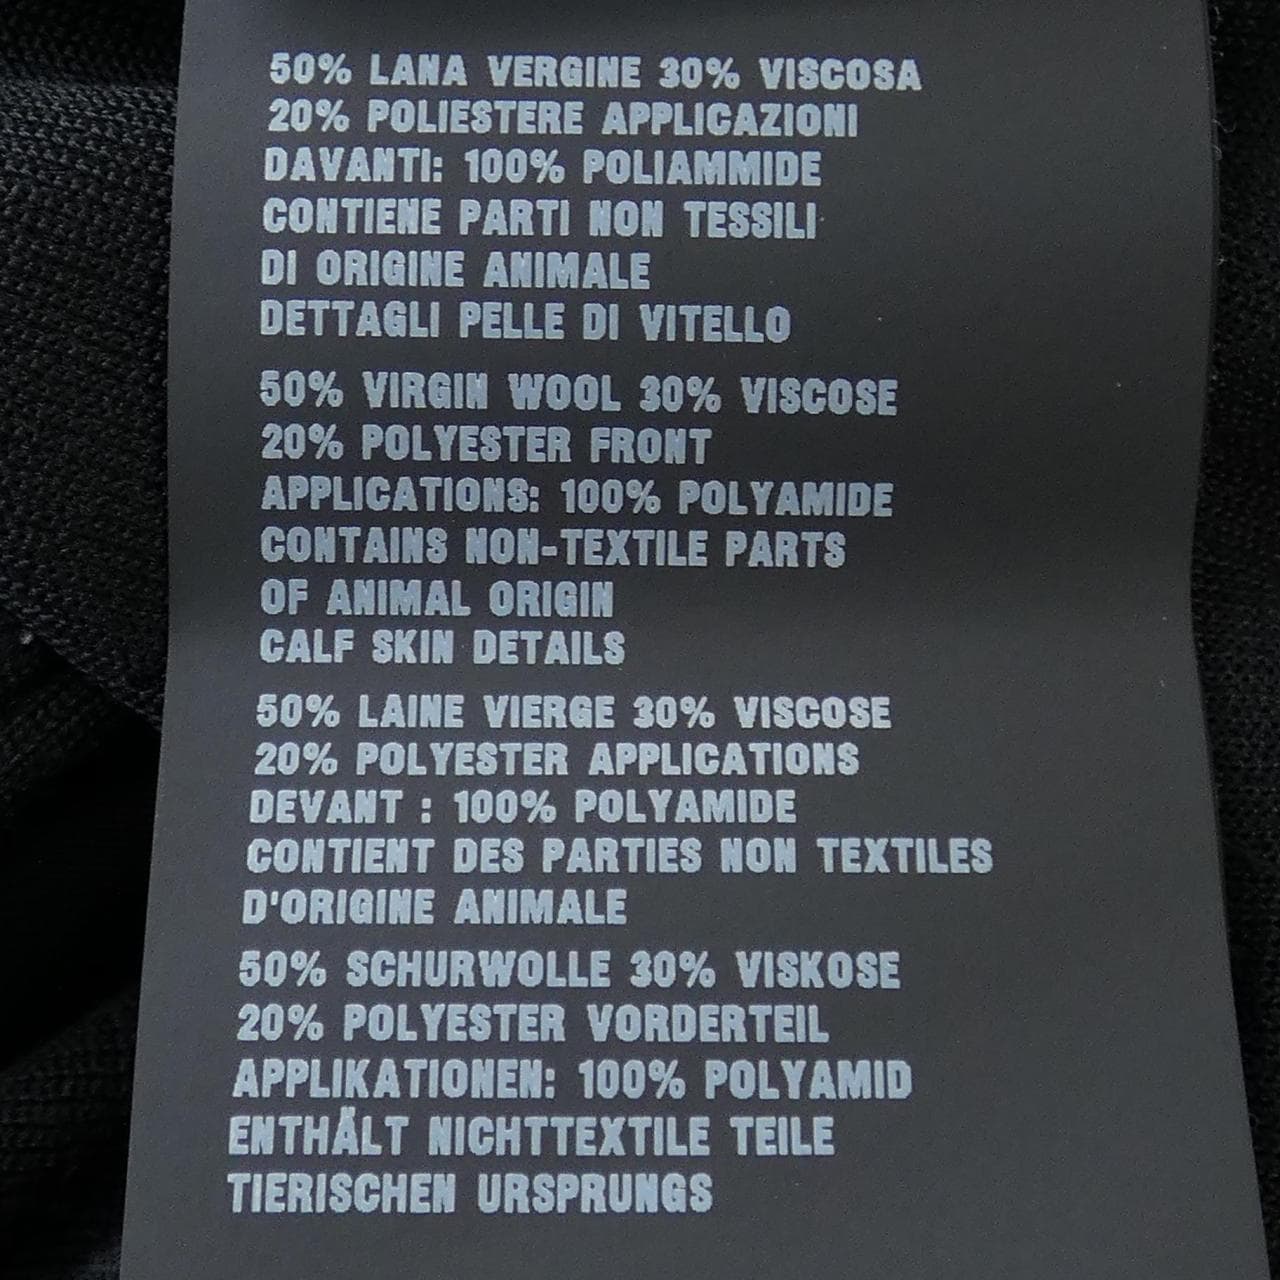 50% LANA VERGINE 30% VISCOSA
20% POLIESTERE APPLICAZIONI
DAVANTI: 100% POLIAMMIDE
CONTIENE PARTI NON TESSILI
DI ORIGINE ANIMALE
DETTAGLI PELLE DI VITELLO
50% VIRGIN WOOL 30% VISCOSE
20% POLYESTER FRONT
APPLICATIONS: 100% POLYAMIDE
CONTAINS NON-TEXTILE PARTS
OF ANIMAL ORIGIN
CALF SKIN DETAILS
50% LAINE VIERGE 30% VISCOSE
20% POLYESTER APPLICATIONS
DEVANT : 100% POLYAMIDE
CONTIENT DES PARTIES NON TEXTILES
D'ORIGINE ANIMALE
50% SCHURWOLLE 30% VISKOSE
20% POLYESTER VORDERTEIL
APPLIKATIONEN: 100% POLYAMID
ENTHÄLT NICHTTEXTILE TEILE
TIERISCHEN URSPRUNGS